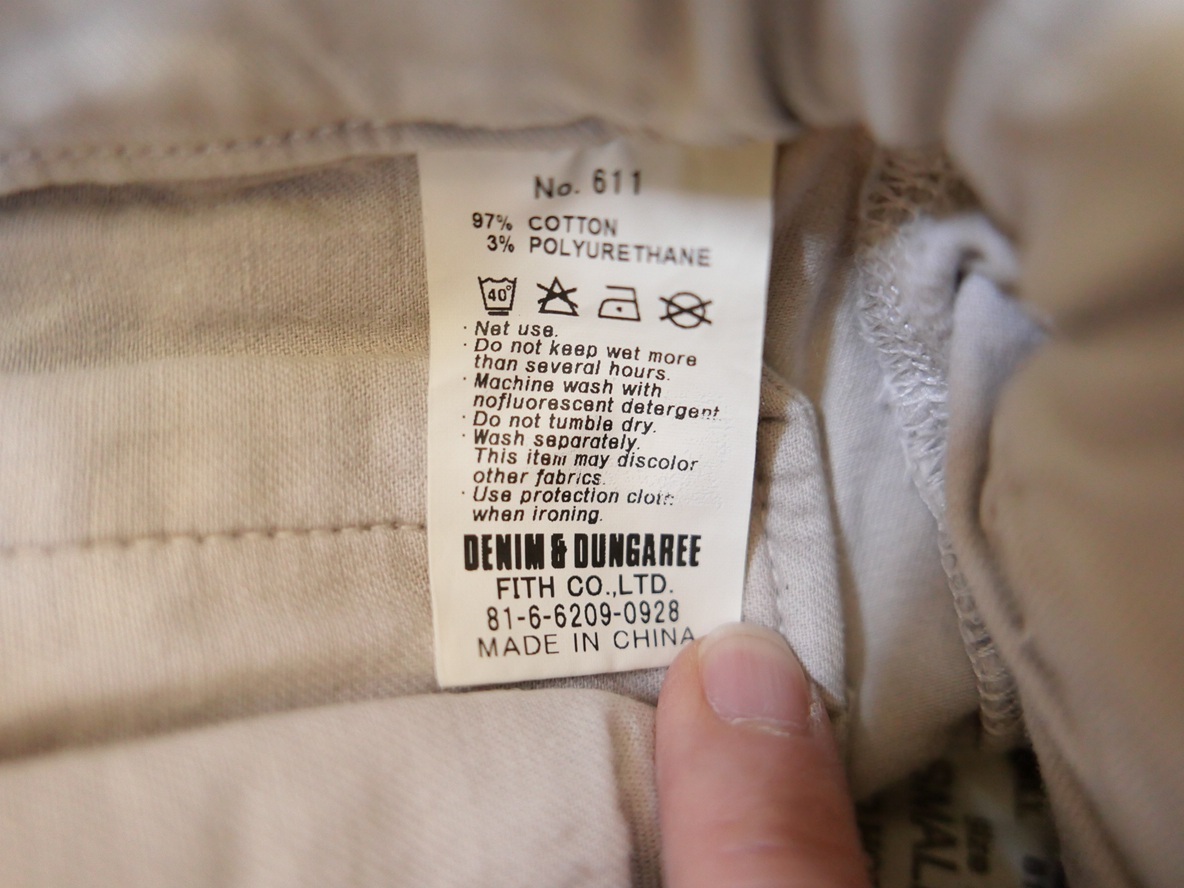 No. 611
97% COTTON
3% POLYURETHANE
40°
· Net use.
· Do not keep wet more
than several hours.
· Machine wash with
nofluorescent detergent.
· Do not tumble dry.
· Wash separately.
This item may discolor
other fabrics.
· Use protection cloth
when ironing.
DENIM & DUNGAREE
FITH CO.,LTD.
81-6-6209-0928
MADE IN CHINA